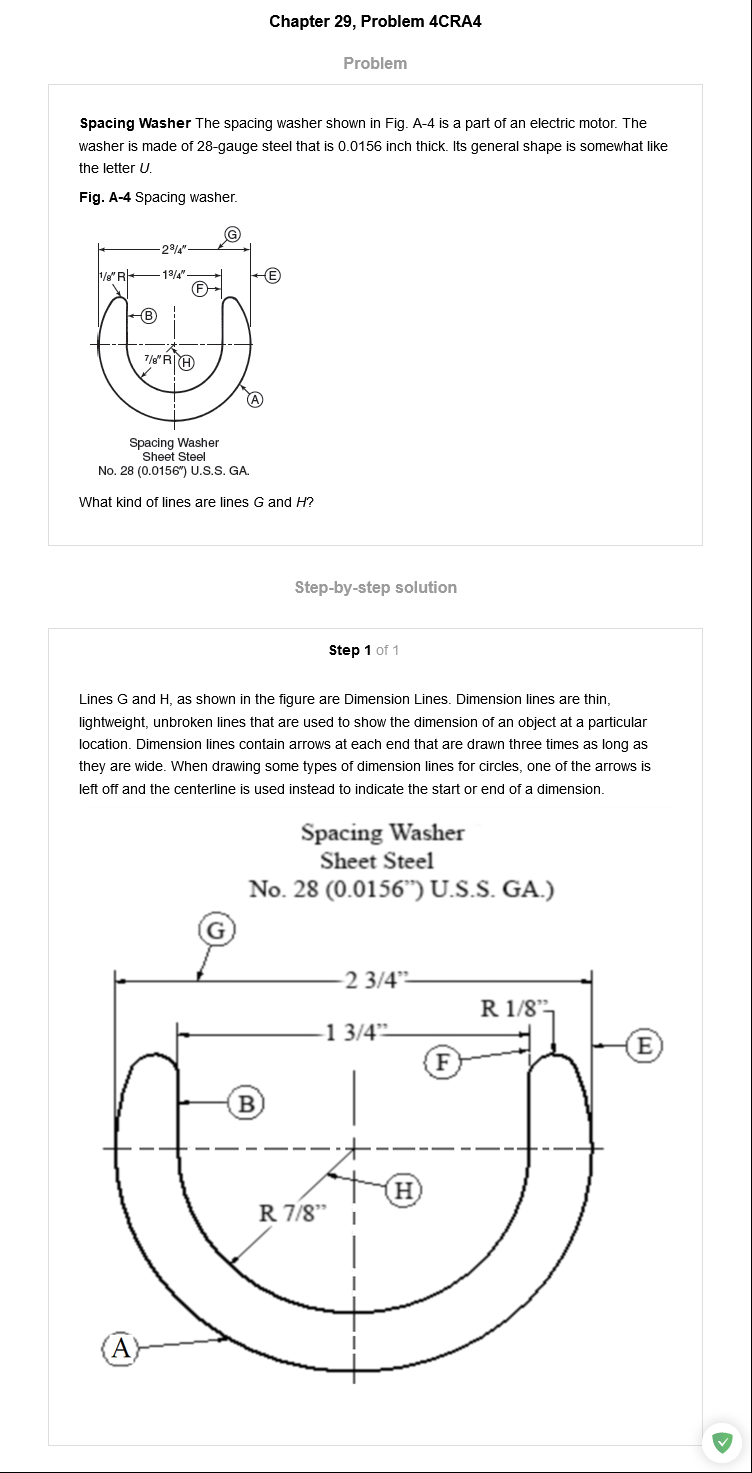 Chapter 29, Problem 4CRA4
Problem
Spacing Washer The spacing washer shown in Fig. A-4 is a part of an electric motor. The
washer is made of 28-gauge steel that is 0.0156 inch thick. Its general shape is somewhat like
the letter U.
Fig. A-4 Spacing washer.
G
2 3/4"
1/8" R
1 3/4"
E
F
B
7/8" R
H
A
Spacing Washer
Sheet Steel
No. 28 (0.0156") U.S.S. GA.
What kind of lines are lines G and H?
Step-by-step solution
Step 1 of 1
Lines G and H, as shown in the figure are Dimension Lines. Dimension lines are thin,
lightweight, unbroken lines that are used to show the dimension of an object at a particular
location. Dimension lines contain arrows at each end that are drawn three times as long as
they are wide. When drawing some types of dimension lines for circles, one of the arrows is
left off and the centerline is used instead to indicate the start or end of a dimension.
Spacing Washer
Sheet Steel
No. 28 (0.0156") U.S.S. GA.)
G
2 3/4"
R 1/8"
1 3/4"
E
F
B
H
R 7/8"
A